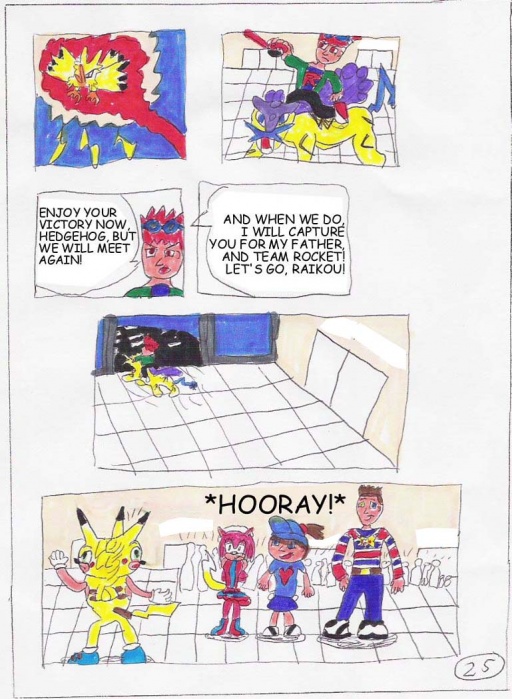 ENJOY YOUR
VICTORY NOW,
HEDGEHOG, BUT
WE WILL MEET
AGAIN!
AND WHEN WE DO,
I WILL CAPTURE
YOU FOR MY FATHER,
AND TEAM ROCKET!
LET'S GO, RAIKOU!
*HOORAY!*
25